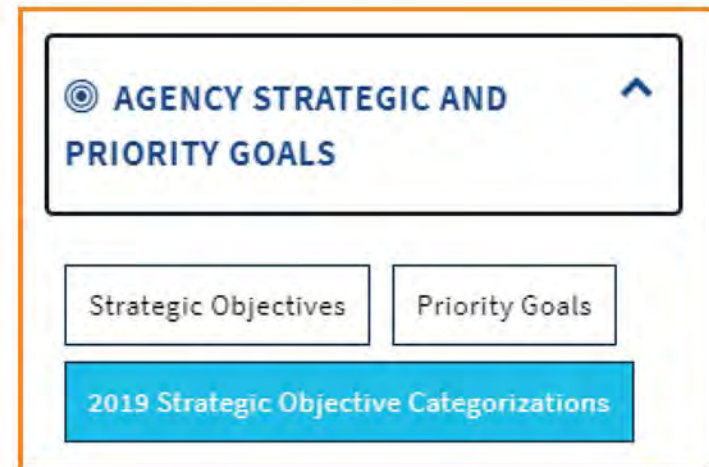 AGENCY STRATEGIC AND
PRIORITY GOALS
Strategic Objectives
Priority Goals
2019 Strategic Objective Categorizations